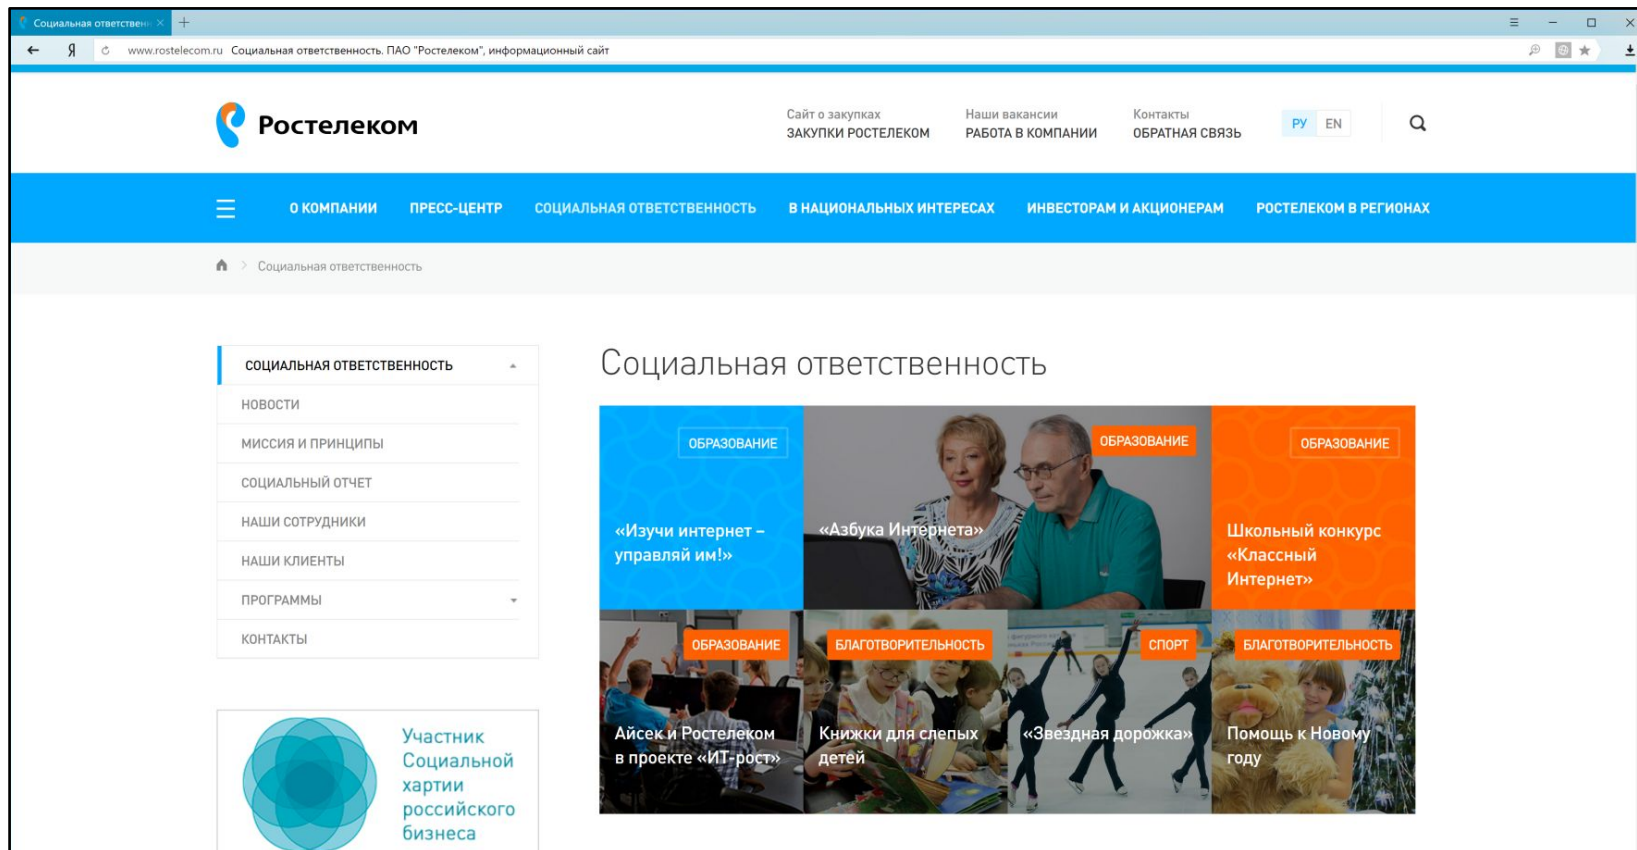 Социальная ответствен
www.rostelecom.ru Социальная ответственность. ПАО "Ростелеком", информационный сайт
Ростелеком
Сайт о закупках
ЗАКУПКИ РОСТЕЛЕКОМ
Наши вакансии
РАБОТА В КОМПАНИИ
Контакты
ОБРАТНАЯ СВЯЗЬ
РУ EN
О КОМПАНИИ ПРЕСС-ЦЕНТР СОЦИАЛЬНАЯ ОТВЕТСТВЕННОСТЬ В НАЦИОНАЛЬНЫХ ИНТЕРЕСАХ ИНВЕСТОРАМ И АКЦИОНЕРАМ РОСТЕЛЕКОМ В РЕГИОНАХ
Социальная ответственность
СОЦИАЛЬНАЯ ОТВЕТСТВЕННОСТЬ
НОВОСТИ
МИССИЯ И ПРИНЦИПЫ
СОЦИАЛЬНЫЙ ОТЧЕТ
НАШИ СОТРУДНИКИ
НАШИ КЛИЕНТЫ
ПРОГРАММЫ
КОНТАКТЫ
Участник
Социальной
хартии
российского
бизнеса
Социальная ответственность
ОБРАЗОВАНИЕ
«Изучи интернет –
управляй им!»
ОБРАЗОВАНИЕ
«Азбука Интернета»
ОБРАЗОВАНИЕ
Школьный конкурс
«Классный
Интернет»
ОБРАЗОВАНИЕ
Айсек и Ростелеком
в проекте «ИТ-рост»
БЛАГОТВОРИТЕЛЬНОСТЬ
Книжки для слепых
детей
СПОРТ
«Звездная дорожка»
БЛАГОТВОРИТЕЛЬНОСТЬ
Помощь к Новому
году